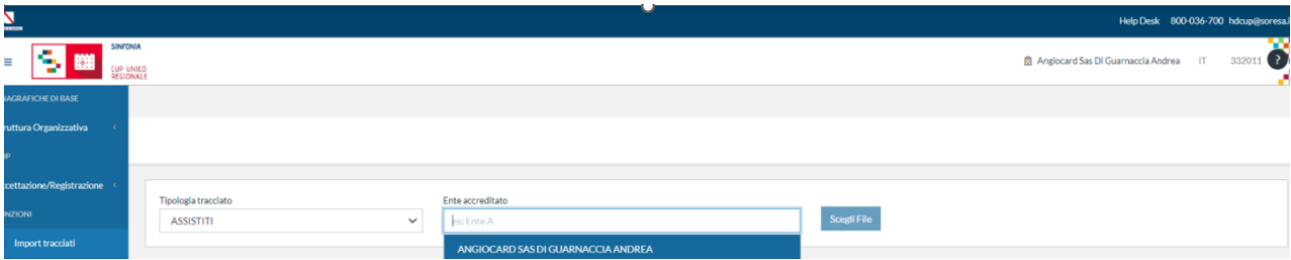 Help Desk 800-036-700 hdcup@soresa.i
SINFONIA
CUP UNICO
REGIONALE
Angiocard Sas Di Guarnaccia Andrea IT 332011 ?
NAGRAFICHE DI BASE
ruttura Organizzativa
UP
ccettazione/Registrazione
UNZIONI
Import tracciati
Tipologia tracciato
ASSISTITI
Ente accreditato
es: Ente A
Scegli File
ANGIOCARD SAS DI GUARNACCIA ANDREA